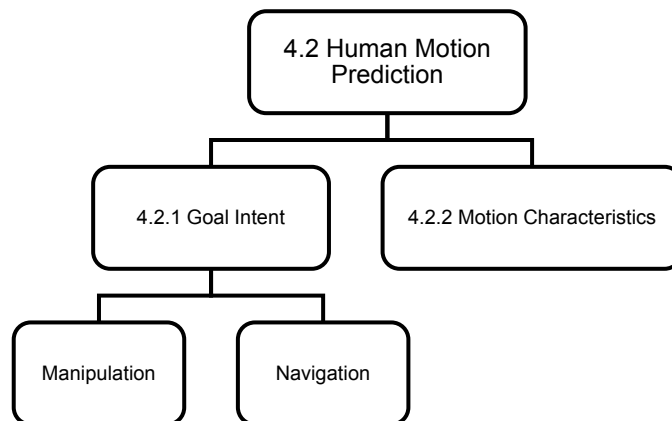 4.2 Human Motion
Prediction
4.2.1 Goal Intent
4.2.2 Motion Characteristics
Manipulation
Navigation